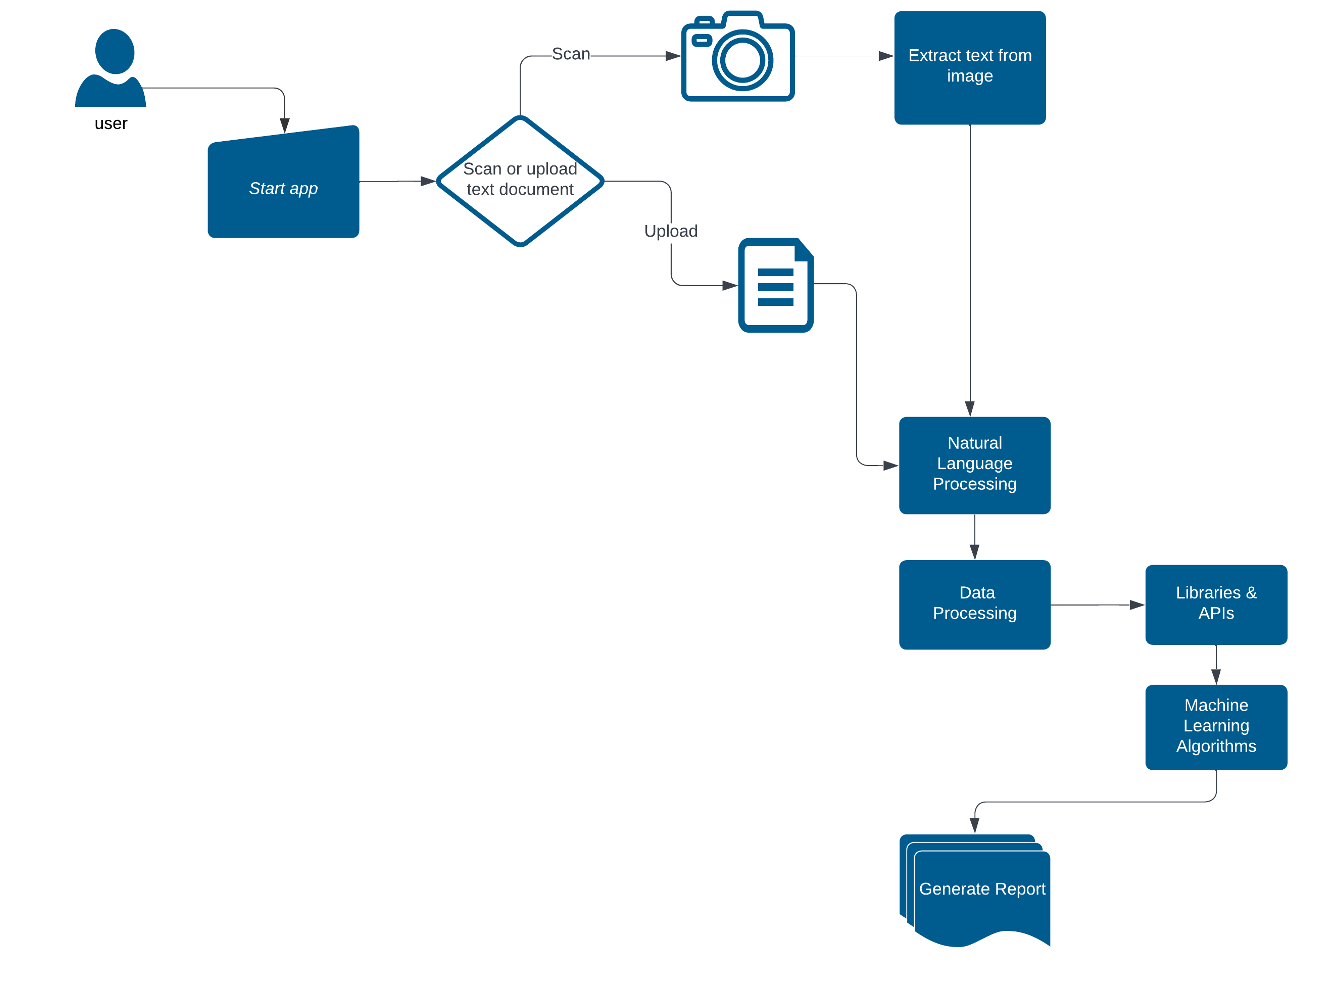 user
Start app
Scan or upload
text document
Scan
Upload
Extract text from
image
Natural
Language
Processing
Data
Processing
Libraries &
APIs
Machine
Learning
Algorithms
Generate Report